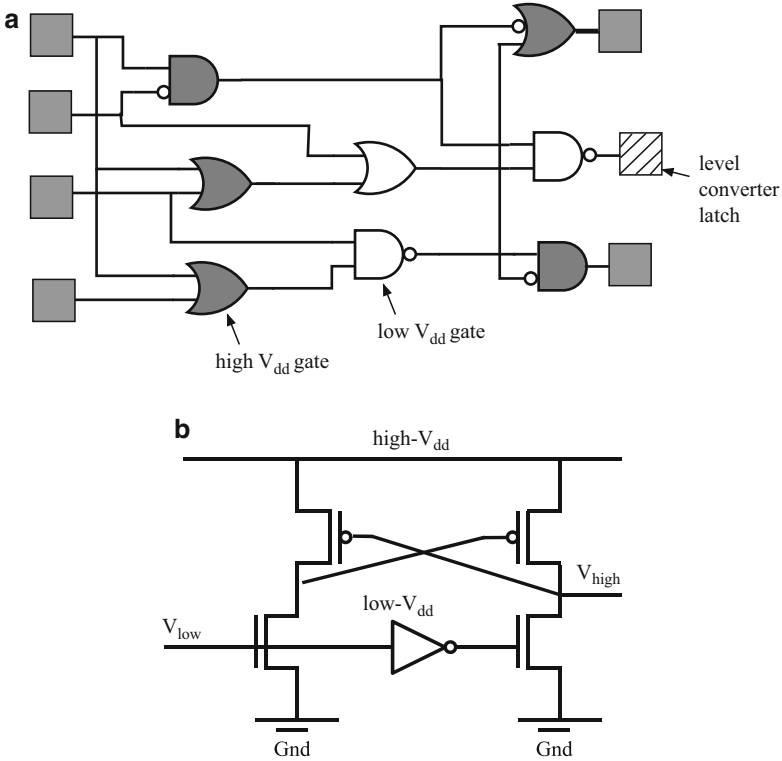 a
level
converter
latch
low Vdd gate
high Vdd gate
b
high-Vdd
Vhigh
low-Vdd
Vlow
Gnd
Gnd